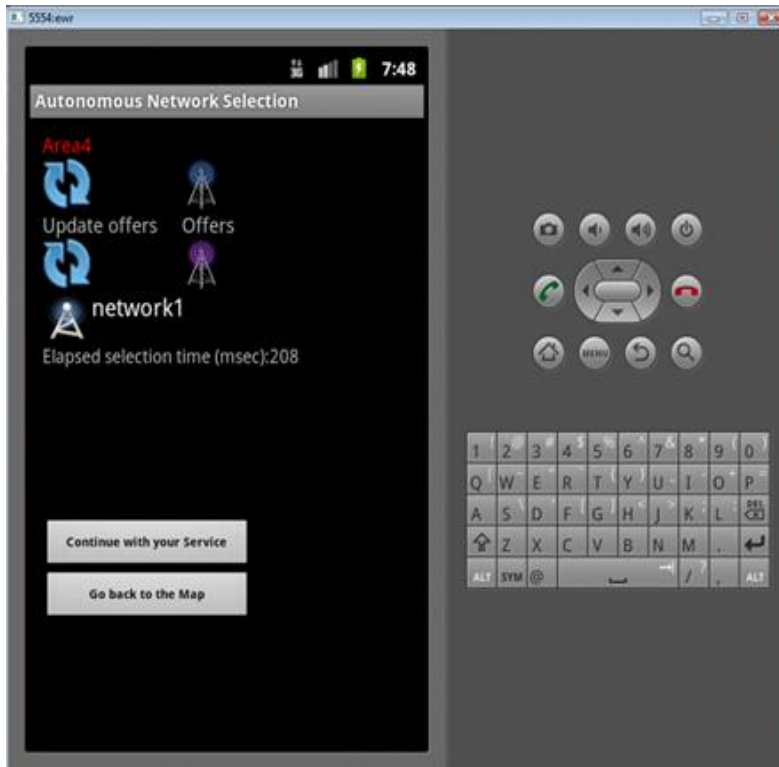 5554:ewr
3G 7:48
Autonomous Network Selection
Area4
Update offers Offers
network1
Elapsed selection time (msec):208
Continue with your Service
Go back to the Map
MENU
1 ! 2 @ 3 # 4 $ 5 % 6 ^ 7 & 8 * 9 ( 0 )
Q W ~ E " R T { Y } U _ I - O + P =
A S \ D ' F [ G ] H < J > K ; L : DEL
Z X C V B N M .
ALT SYM @ / ? , ALT